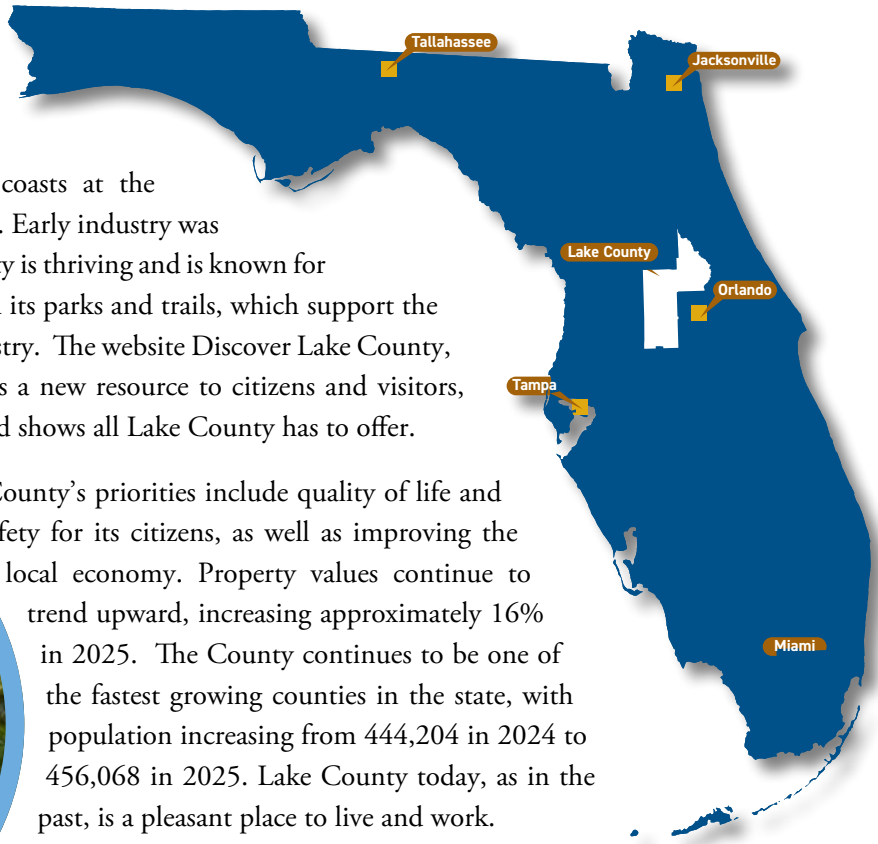 Tallahassee
Jacksonville
coasts at the
. Early industry was
y is thriving and is known for
its parks and trails, which support the
stry. The website Discover Lake County,
s a new resource to citizens and visitors,
d shows all Lake County has to offer.
Lake County
Orlando
Tampa
County’s priorities include quality of life and
fety for its citizens, as well as improving the
local economy. Property values continue to
trend upward, increasing approximately 16%
in 2025. The County continues to be one of
the fastest growing counties in the state, with
population increasing from 444,204 in 2024 to
456,068 in 2025. Lake County today, as in the
past, is a pleasant place to live and work.
Miami